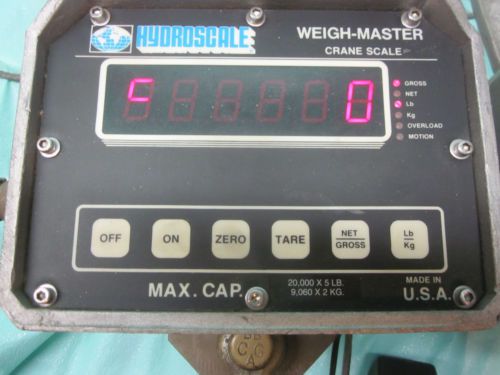 HYDROSCALE
WEIGH-MASTER
CRANE SCALE
0
GROSS
NET
Lb
Kg
OVERLOAD
MOTION
OFF
ON
ZERO
TARE
NET
GROSS
Lb
Kg
MAX. CAP.
20,000 X 5 LB.
9,060 X 2 KG.
MADE IN
U.S.A.